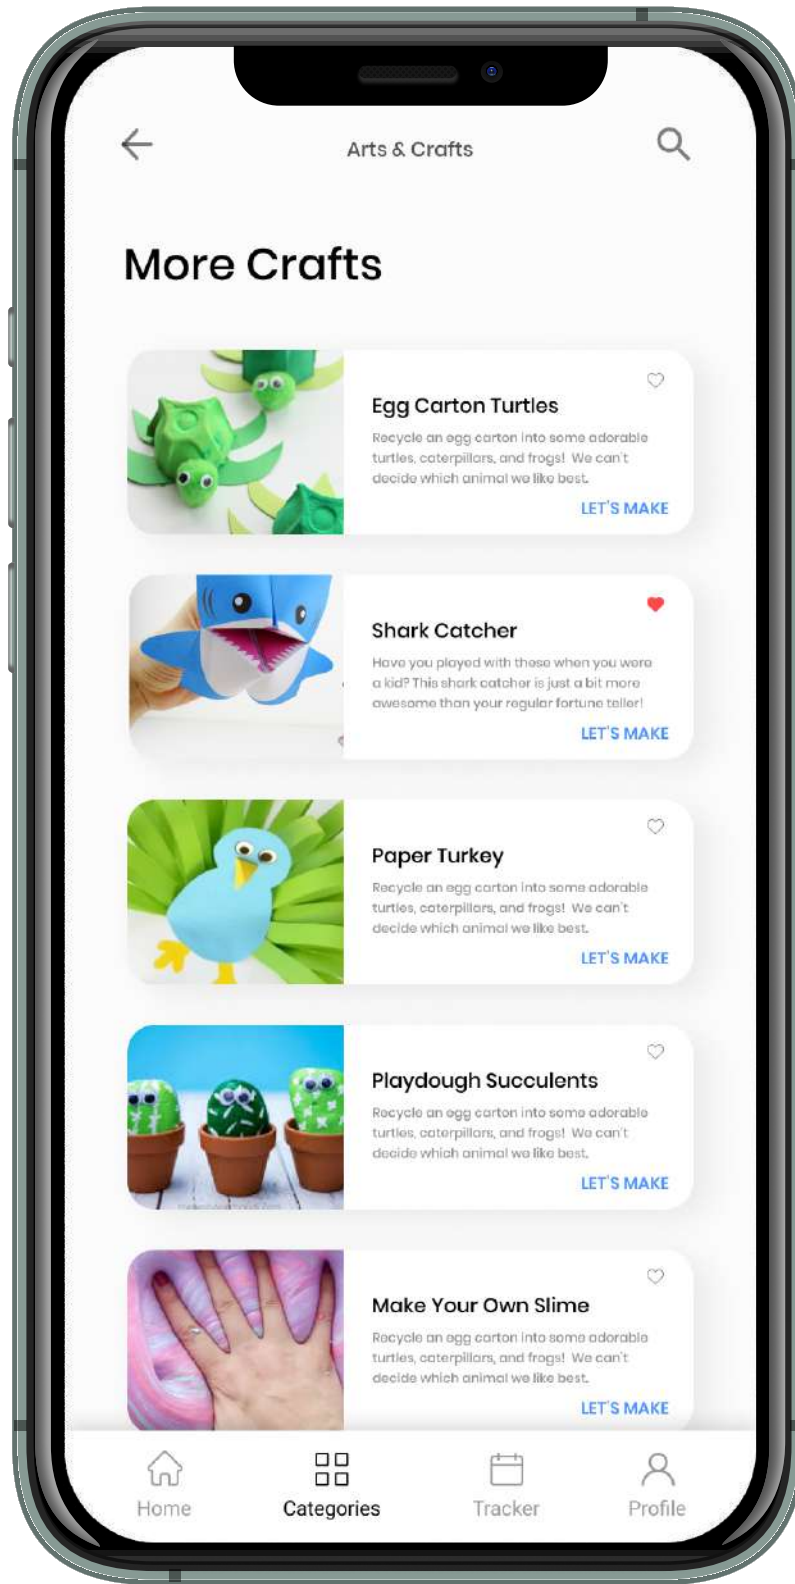 Arts & Crafts
More Crafts
Egg Carton Turtles
Recycle an egg carton into some adorable
turtles, caterpillars, and frogs! We can't
decide which animal we like best.
LET'S MAKE
Shark Catcher
Have you played with these when you were
a kid? This shark catcher is just a bit more
awesome than your regular fortune teller!
LET'S MAKE
Paper Turkey
Recycle an egg carton into some adorable
turtles, caterpillars, and frogs! We can't
decide which animal we like best.
LET'S MAKE
Playdough Succulents
Recycle an egg carton into some adorable
turtles, caterpillars, and frogs! We can't
decide which animal we like best.
LET'S MAKE
Make Your Own Slime
Recycle an egg carton into some adorable
turtles, caterpillars, and frogs! We can't
decide which animal we like best.
LET'S MAKE
Home
Categories
Tracker
Profile